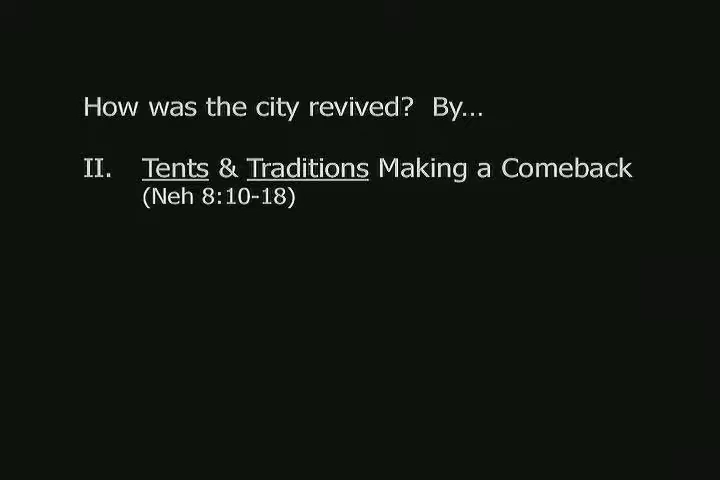 How was the city revived?  By...
II. Tents & Traditions Making a Comeback
(Neh 8:10-18)